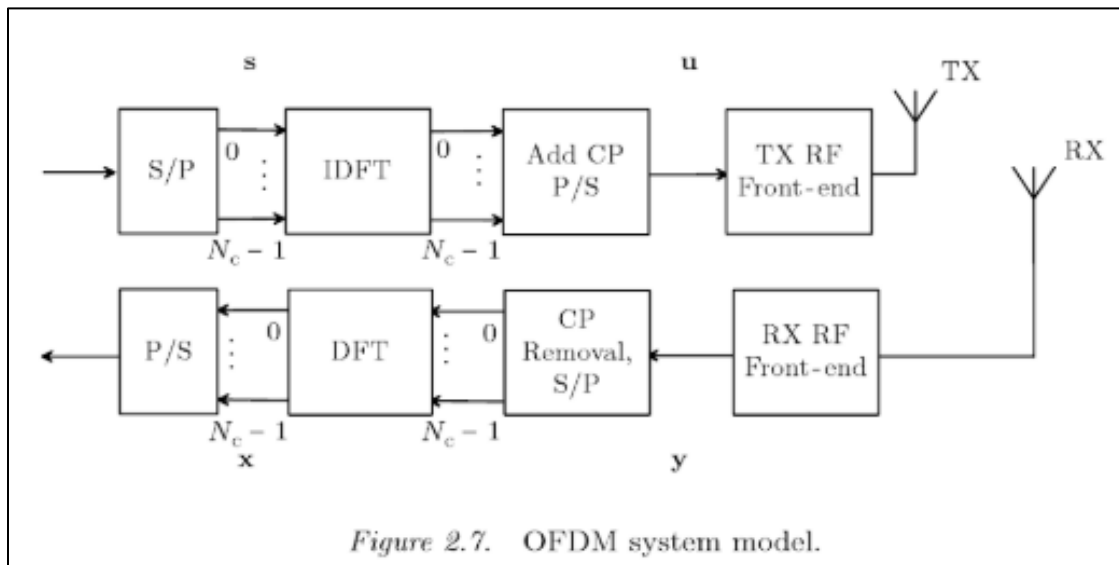 s
u
TX
RX
S/P
0
⋮
N_c − 1
IDFT
0
⋮
N_c − 1
Add CP
P/S
TX RF
Front-end
P/S
0
⋮
N_c − 1
DFT
0
⋮
N_c − 1
CP
Removal,
S/P
RX RF
Front-end
x
y
Figure 2.7. OFDM system model.